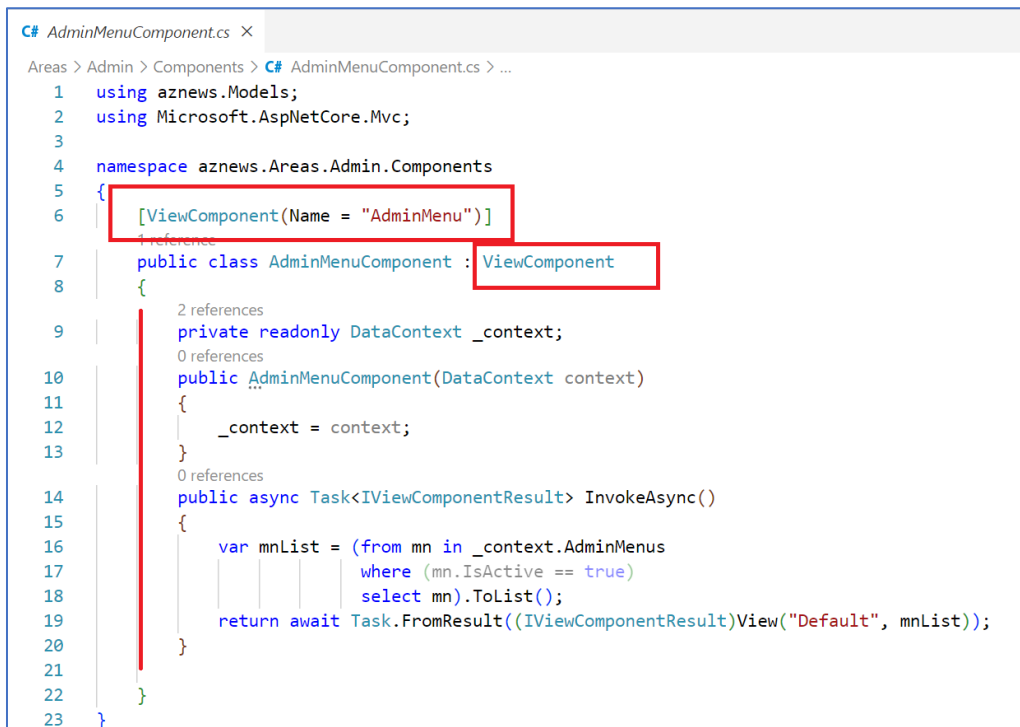 C# AdminMenuComponent.cs ×
Areas > Admin > Components > C# AdminMenuComponent.cs > ...
1 using aznews.Models;
2 using Microsoft.AspNetCore.Mvc;
3
4 namespace aznews.Areas.Admin.Components
5 {
6 [ViewComponent(Name = "AdminMenu")]
1 reference
7 public class AdminMenuComponent : ViewComponent
8 {
2 references
9 private readonly DataContext _context;
0 references
10 public AdminMenuComponent(DataContext context)
11 {
12 _context = context;
13 }
0 references
14 public async Task<IViewComponentResult> InvokeAsync()
15 {
16 var mnList = (from mn in _context.AdminMenus
17 where (mn.IsActive == true)
18 select mn).ToList();
19 return await Task.FromResult((IViewComponentResult)View("Default", mnList));
20 }
21
22 }
23 }